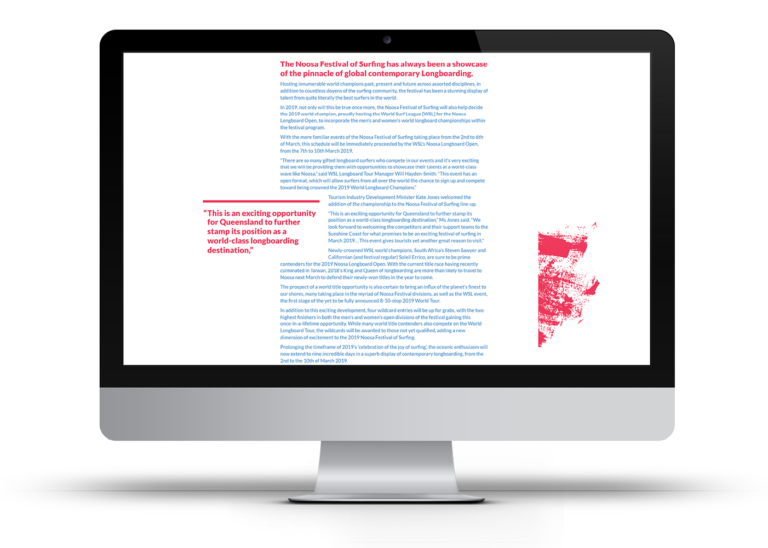 The Noosa Festival of Surfing has always been a showcase
of the pinnacle of global contemporary Longboarding.
Hosting innumerable world champions past, present and future across assorted disciplines, in
addition to countless dozens of the surfing community, the festival has been a stunning display of
talent from quite literally the best surfers in the world.
In 2019, not only will this be true once more, the Noosa Festival of Surfing will also help decide
the 2019 world champion, proudly hosting the World Surf League (WSL) for the Noosa
Longboard Open, to incorporate the men's and women's world longboard championships within
the festival program.
With the more familiar events of the Noosa Festival of Surfing taking place from the 2nd to 6th
of March, this schedule will be immediately proceeded by the WSL's Noosa Longboard Open,
from the 7th to 10th March 2019.
"There are so many gifted longboard surfers who compete in our events and it's very exciting
that we will be providing them with opportunities to showcase their talents at a world-class
wave like Noosa," said WSL Longboard Tour Manager Will Hayden-Smith. "This event has an
open format, which will allow surfers from all over the world the chance to sign up and compete
toward being crowned the 2019 World Longboard Champions."
Tourism Industry Development Minister Kate Jones welcomed the
addition of the championship to the Noosa Festival of Surfing line up.
"This is an exciting opportunity
for Queensland to further
stamp its position as a
world-class longboarding
destination,"
"This is an exciting opportunity for Queensland to further stamp its
position as a world-class longboarding destination," Ms Jones said. "We
look forward to welcoming the competitors and their support teams to the
Sunshine Coast for what promises to be an exciting festival of surfing in
March 2019... This event gives tourists yet another great reason to visit."
Newly-crowned WSL world champions, South Africa's Steven Sawyer and
Californian (and festival regular) Soleil Errico, are sure to be prime
contenders for the 2019 Noosa Longboard Open. With the current title race having recently
culminated in Taiwan, 2018's King and Queen of longboarding are more than likely to travel to
Noosa next March to defend their newly-won titles in the year to come.
The prospect of a world title opportunity is also certain to bring an influx of the planet's finest to
our shores, many taking place in the myriad of Noosa Festival divisions, as well as the WSL event,
the first stage of the yet to be fully announced 8-10 stop 2019 World Tour.
In addition to this exciting development, four wildcard entries will be up for grabs, with the two
highest finishers in both the men's and women's open divisions of the festival gaining this
once-in-a-lifetime opportunity. While many world title contenders also compete on the World
Longboard Tour, the wildcards will be awarded to those not yet qualified, adding a new
dimension of excitement to the 2019 Noosa Festival of Surfing.
Prolonging the timeframe of 2019's 'celebration of the joy of surfing', the oceanic enthusiasm will
now extend to nine incredible days in a superb display of contemporary longboarding, from the
2nd to the 10th of March 2019.